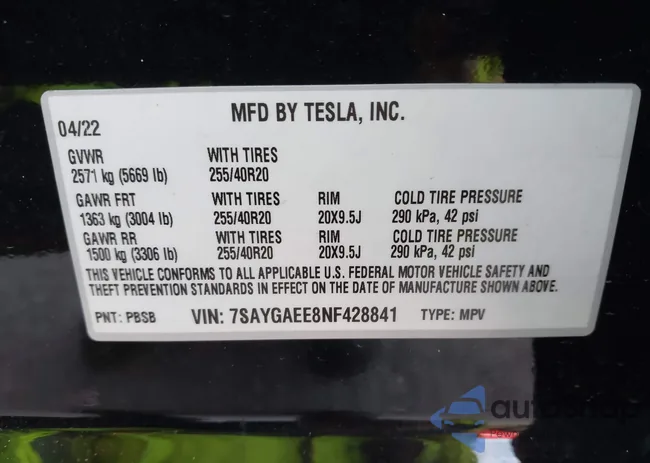 MFD BY TESLA, INC.
04/22
GVWR WITH TIRES
2571 kg (5669 lb) 255/40R20
GAWR FRT WITH TIRES RIM COLD TIRE PRESSURE
1363 kg (3004 lb) 255/40R20 20X9.5J 290 kPa, 42 psi
GAWR RR WITH TIRES RIM COLD TIRE PRESSURE
1500 kg (3306 lb) 255/40R20 20X9.5J 290 kPa, 42 psi
THIS VEHICLE CONFORMS TO ALL APPLICABLE U.S. FEDERAL MOTOR VEHICLE SAFETY AND
THEFT PREVENTION STANDARDS IN EFFECT ON THE DATE OF MANUFACTURE SHOWN ABOVE.
PNT: PBSB VIN: 7SAYGAEE8NF428841 TYPE: MPV